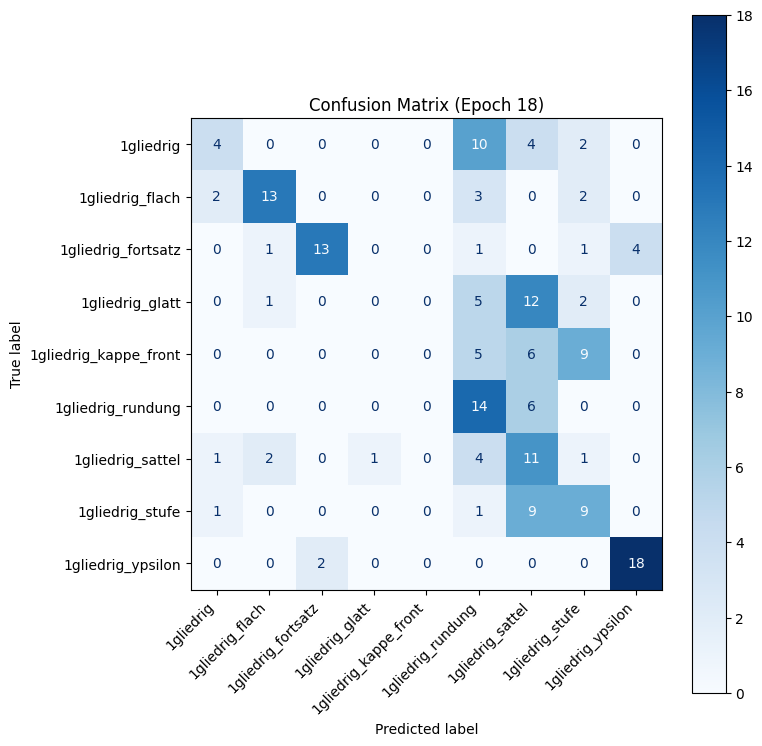 Confusion Matrix (Epoch 18)
True label
1gliedrig 4 0 0 0 0 10 4 2 0
1gliedrig_flach 2 13 0 0 0 3 0 2 0
1gliedrig_fortsatz 0 1 13 0 0 1 0 1 4
1gliedrig_glatt 0 1 0 0 0 5 12 2 0
1gliedrig_kappe_front 0 0 0 0 0 5 6 9 0
1gliedrig_rundung 0 0 0 0 0 14 6 0 0
1gliedrig_sattel 1 2 0 1 0 4 11 1 0
1gliedrig_stufe 1 0 0 0 0 1 9 9 0
1gliedrig_ypsilon 0 0 2 0 0 0 0 0 18
1gliedrig
1gliedrig_flach
1gliedrig_fortsatz
1gliedrig_glatt
1gliedrig_kappe_front
1gliedrig_rundung
1gliedrig_sattel
1gliedrig_stufe
1gliedrig_ypsilon
Predicted label
18
16
14
12
10
8
6
4
2
0